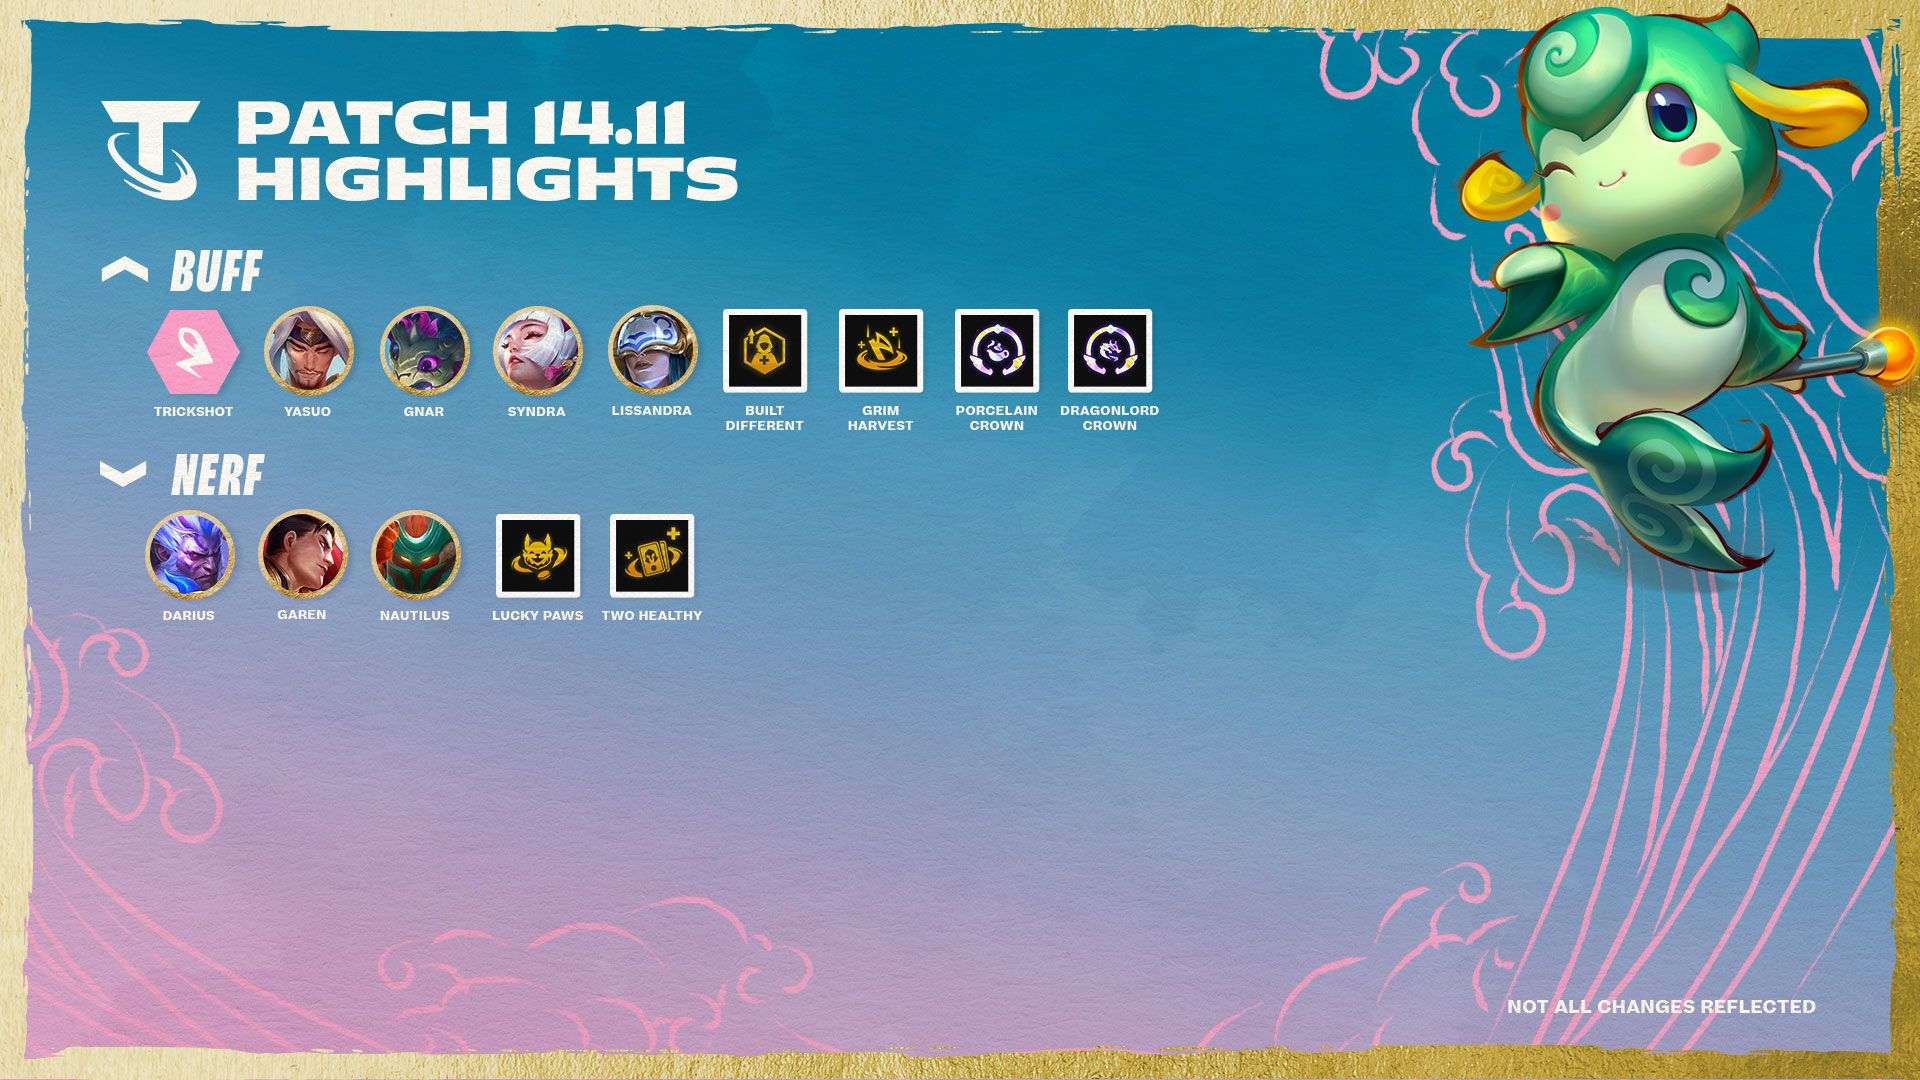 PATCH 14.11
HIGHLIGHTS
BUFF
TRICKSHOT
YASUO
GNAR
SYNDRA
LISSANDRA
BUILT
DIFFERENT
GRIM
HARVEST
PORCELAIN
CROWN
DRAGONLORD
CROWN
NERF
DARIUS
GAREN
NAUTILUS
LUCKY PAWS
TWO HEALTHY
NOT ALL CHANGES REFLECTED